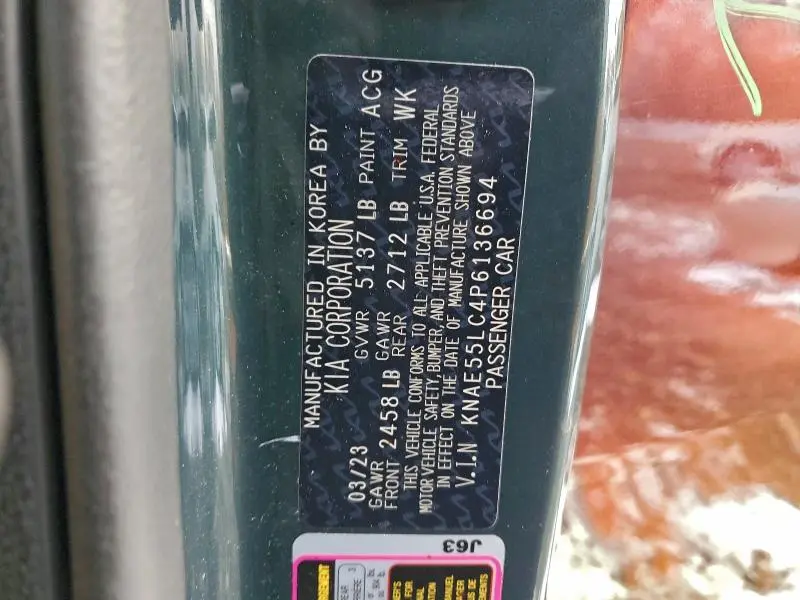 MANUFACTURED IN KOREA BY
KIA CORPORATION
03/23 GVWR 5137 LB PAINT ACG
GAWR FRONT 2458 LB GAWR REAR 2712 LB TRIM WK
THIS VEHICLE CONFORMS TO ALL APPLICABLE U.S.A. FEDERAL
MOTOR VEHICLE SAFETY, BUMPER, AND THEFT PREVENTION STANDARDS
IN EFFECT ON THE DATE OF MANUFACTURE SHOWN ABOVE
V.I.N KNAE55LC4P6136694
PASSENGER CAR
J63